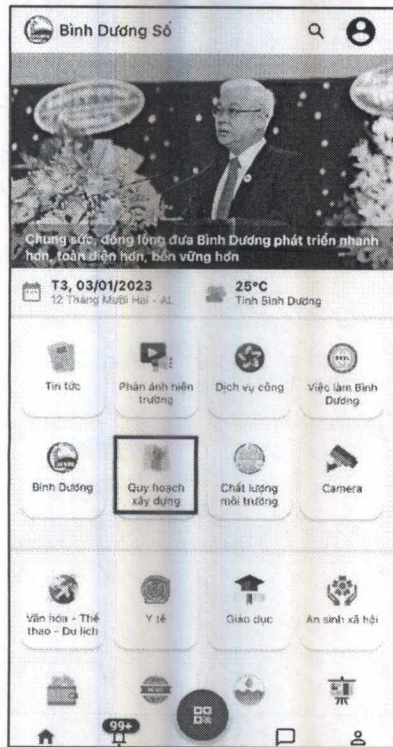 Bình Dương Số
Chung sức, đồng lòng đưa Bình Dương phát triển nhanh
hơn, toàn diện hơn, bền vững hơn
T3, 03/01/2023
12 Tháng Mười Hai - AL
25°C
Tỉnh Bình Dương
Tin tức
Phản ánh hiện
trường
Dịch vụ công
Việc làm Bình
Dương
Bình Dương
Quy hoạch
xây dựng
Chất lượng
môi trường
Camera
Văn hóa - Thể
thao - Du lịch
Y tế
Giáo dục
An sinh xã hội
NEWS
99+